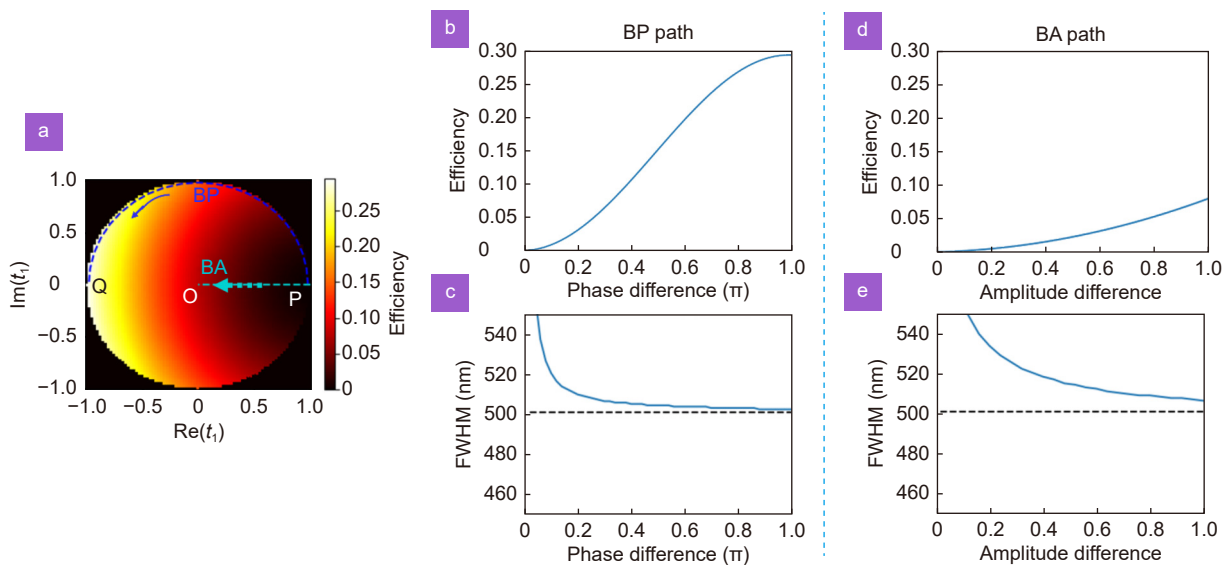 a
1.0
0.5
0
−0.5
−1.0
Im(t₁)
−1.0 −0.5 0 0.5 1.0
Re(t₁)
BP
BA
Q
O
P
0.25
0.20
0.15
0.10
0.05
0
Efficiency
b
BP path
0.30
0.25
0.20
0.15
0.10
0.05
0
Efficiency
0 0.2 0.4 0.6 0.8 1.0
Phase difference (π)
c
540
520
500
480
460
FWHM (nm)
0 0.2 0.4 0.6 0.8 1.0
Phase difference (π)
d
BA path
0.30
0.25
0.20
0.15
0.10
0.05
0
Efficiency
0 0.2 0.4 0.6 0.8 1.0
Amplitude difference
e
540
520
500
480
460
FWHM (nm)
0 0.2 0.4 0.6 0.8 1.0
Amplitude difference